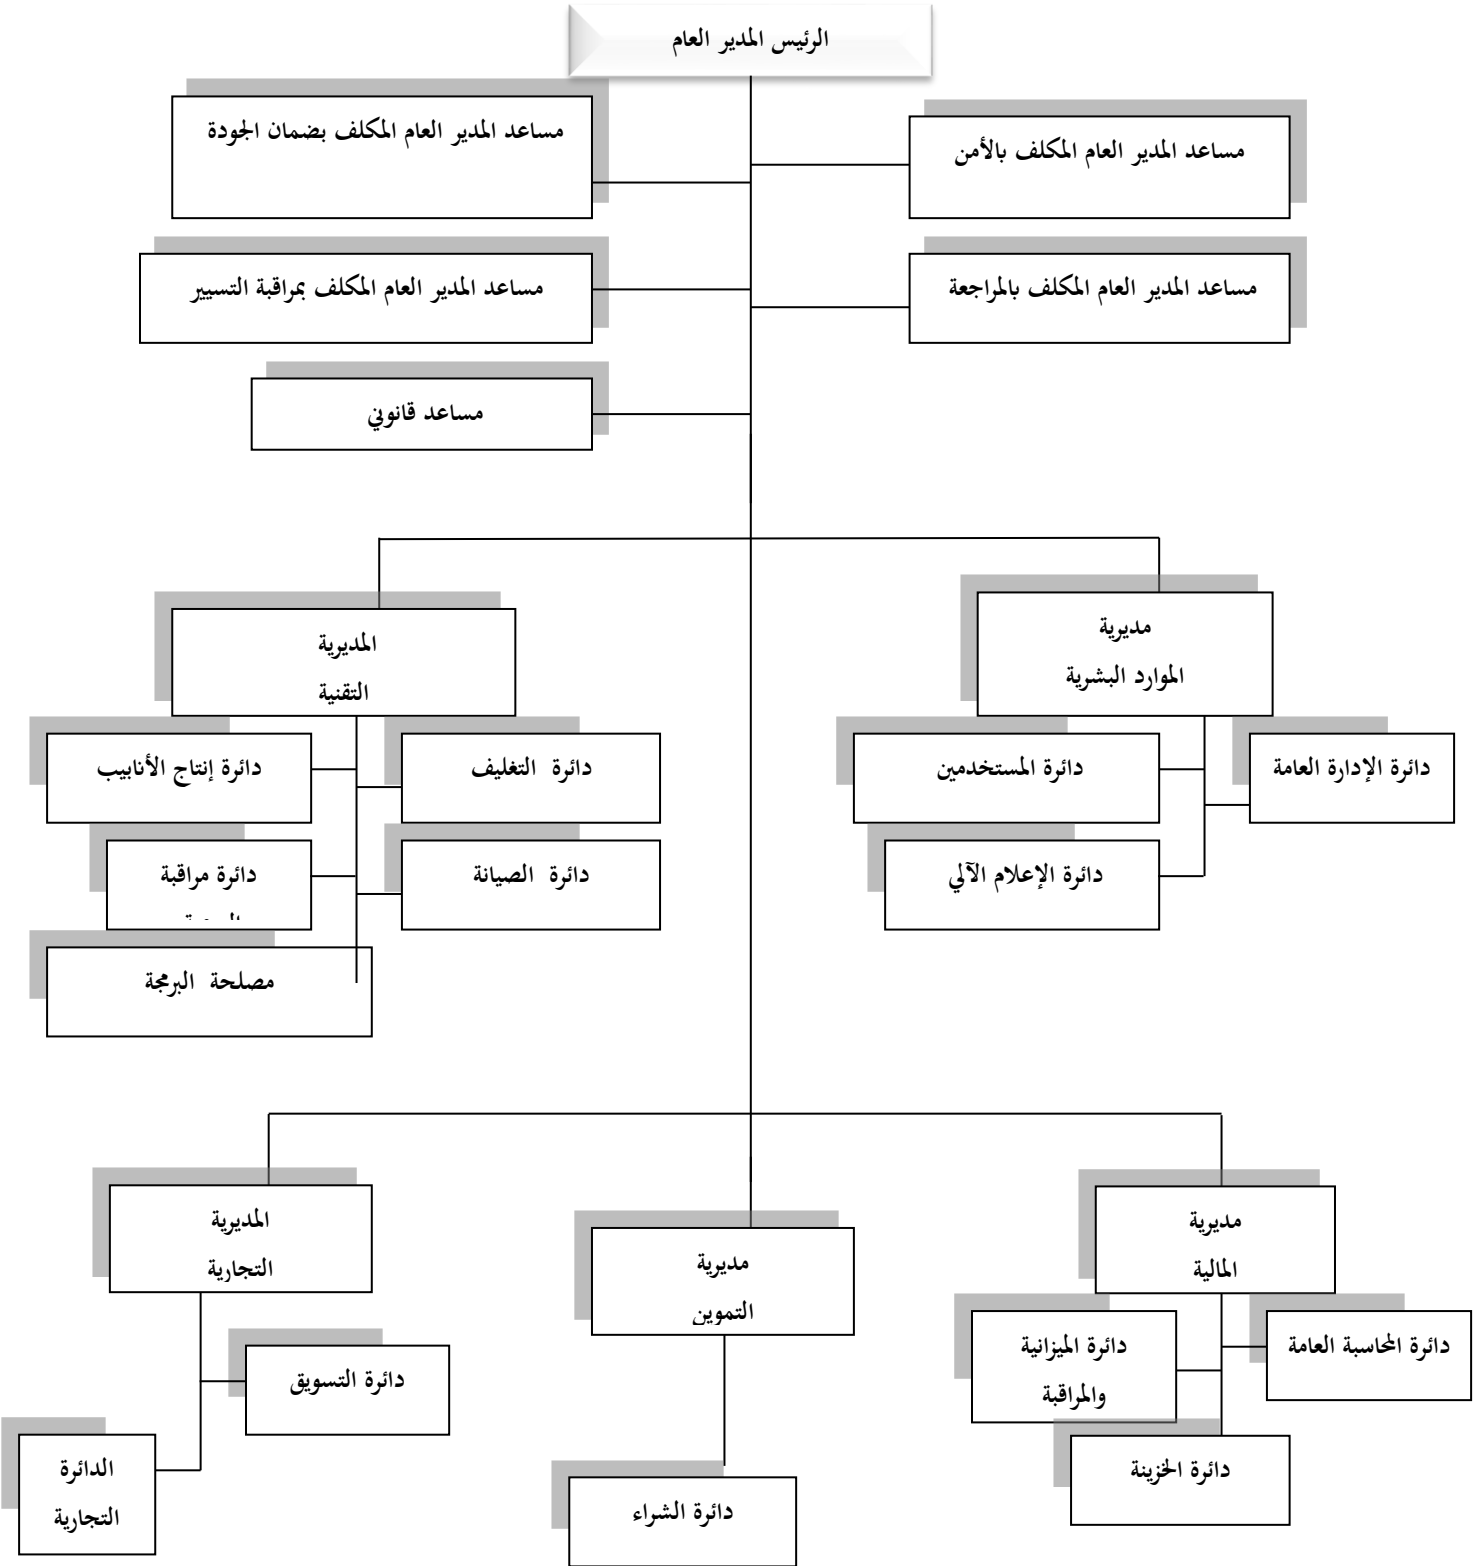 الرئيس المدير العام
مساعد المدير العام المكلف بالأمن
مساعد المدير العام المكلف بضمان الجودة
مساعد المدير العام المكلف بالمراجعة
مساعد المدير العام المكلف بمراقبة التسيير
مساعد قانوني
مديرية
الموارد البشرية
المديرية
التقنية
دائرة الإدارة العامة
دائرة المستخدمين
دائرة التغليف
دائرة إنتاج الأنابيب
دائرة الإعلام الآلي
دائرة الصيانة
دائرة مراقبة
مصلحة البرمجة
مديرية
المالية
مديرية
التموين
المديرية
التجارية
دائرة المحاسبة العامة
دائرة الميزانية
والمراقبة
دائرة التسويق
دائرة الخزينة
دائرة الشراء
الدائرة
التجارية